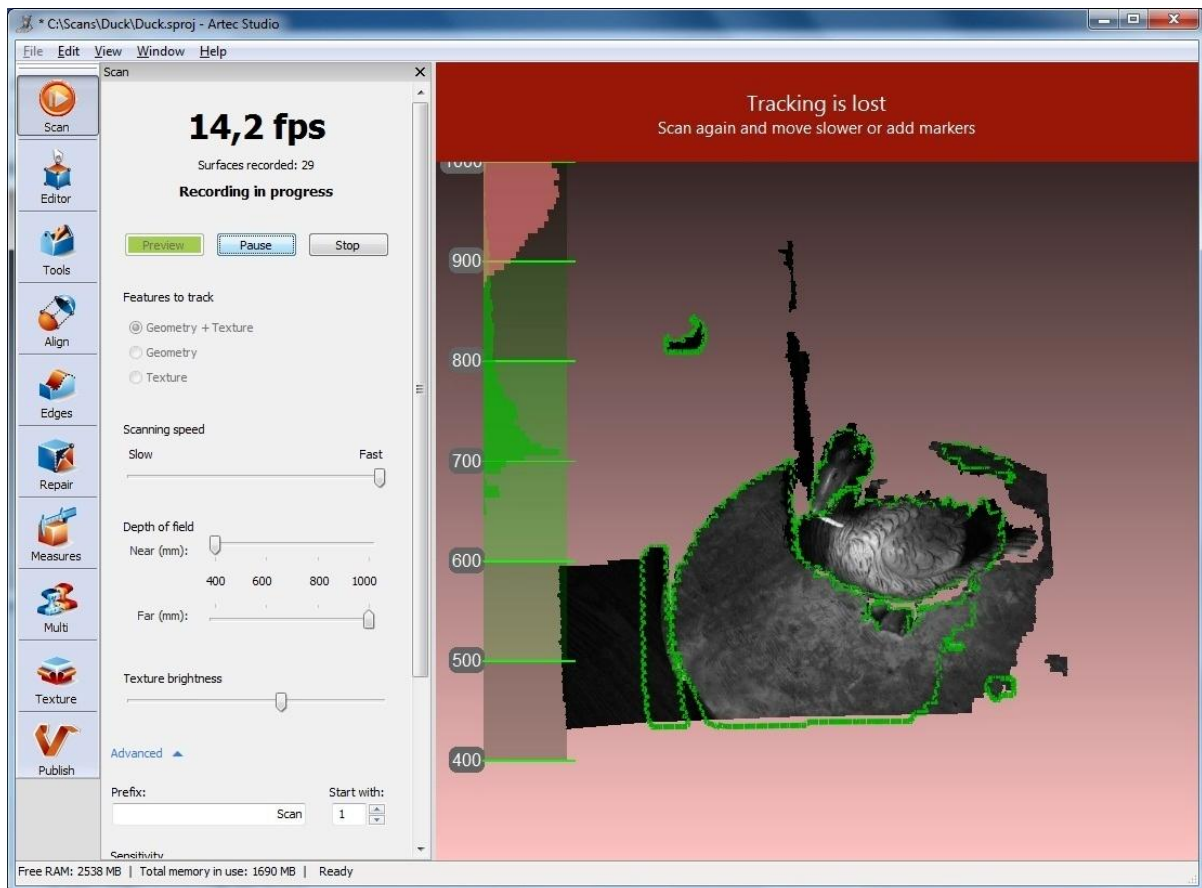 * C:\Scans\Duck\Duck.sproj - Artec Studio
File Edit View Window Help
Scan
Editor
Tools
Align
Edges
Repair
Measures
Multi
Texture
Publish
Scan
14,2 fps
Surfaces recorded: 29
Recording in progress
Preview Pause Stop
Features to track
Geometry + Texture
Geometry
Texture
Scanning speed
Slow Fast
Depth of field
Near (mm):
400 600 800 1000
Far (mm):
Texture brightness
Advanced
Prefix: Start with:
Scan 1
Sensitivity
Tracking is lost
Scan again and move slower or add markers
1000
900
800
700
600
500
400
Free RAM: 2538 MB | Total memory in use: 1690 MB | Ready